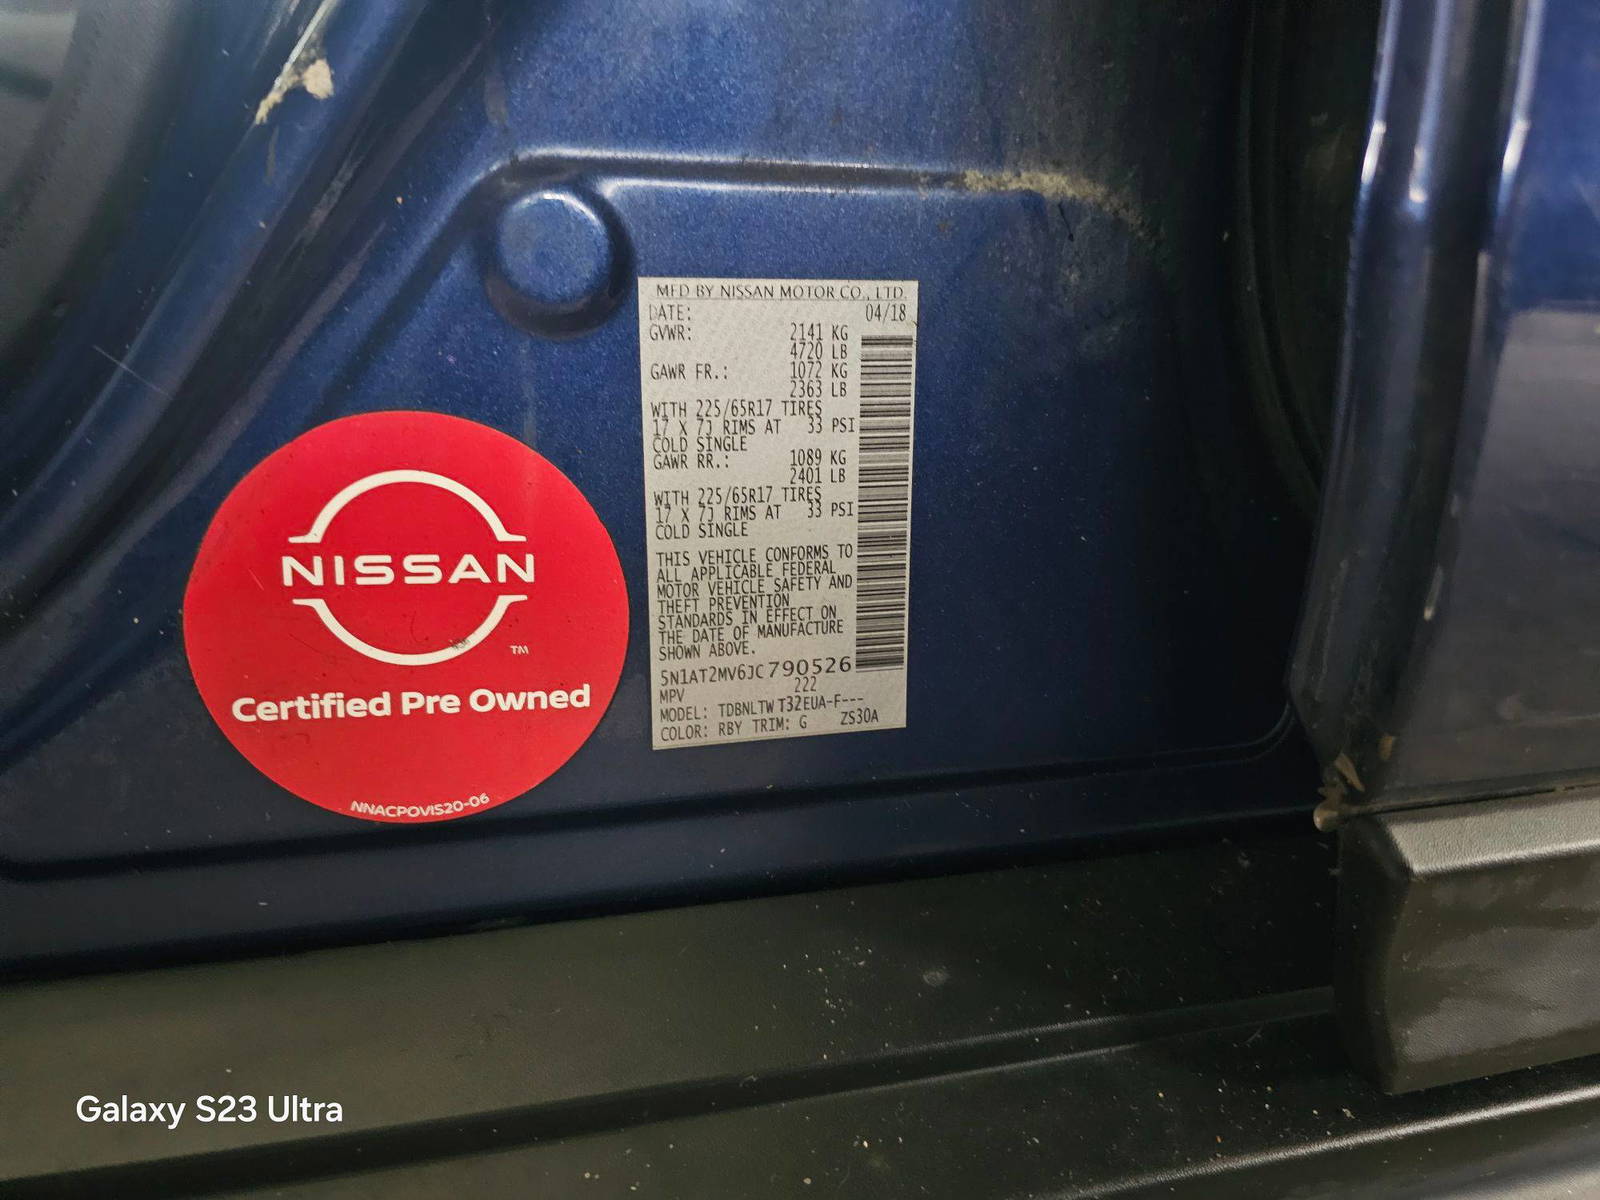 MFD BY NISSAN MOTOR CO., LTD.
DATE: 04/18
GVWR: 2141 KG
4720 LB
GAWR FR.: 1072 KG
2363 LB
WITH 225/65R17 TIRES
17 X 7J RIMS AT 33 PSI
COLD SINGLE
GAWR RR.: 1089 KG
2401 LB
WITH 225/65R17 TIRES
17 X 7J RIMS AT 33 PSI
COLD SINGLE
THIS VEHICLE CONFORMS TO
ALL APPLICABLE FEDERAL
MOTOR VEHICLE SAFETY AND
THEFT PREVENTION
STANDARDS IN EFFECT ON
THE DATE OF MANUFACTURE
SHOWN ABOVE.
5N1AT2MV6JC790526
MPV 222
MODEL: TDBNLTW T32EUA-F---
COLOR: RBY TRIM: G ZS30A
NISSAN
TM
Certified Pre Owned
NNACPOVIS20-06
Galaxy S23 Ultra